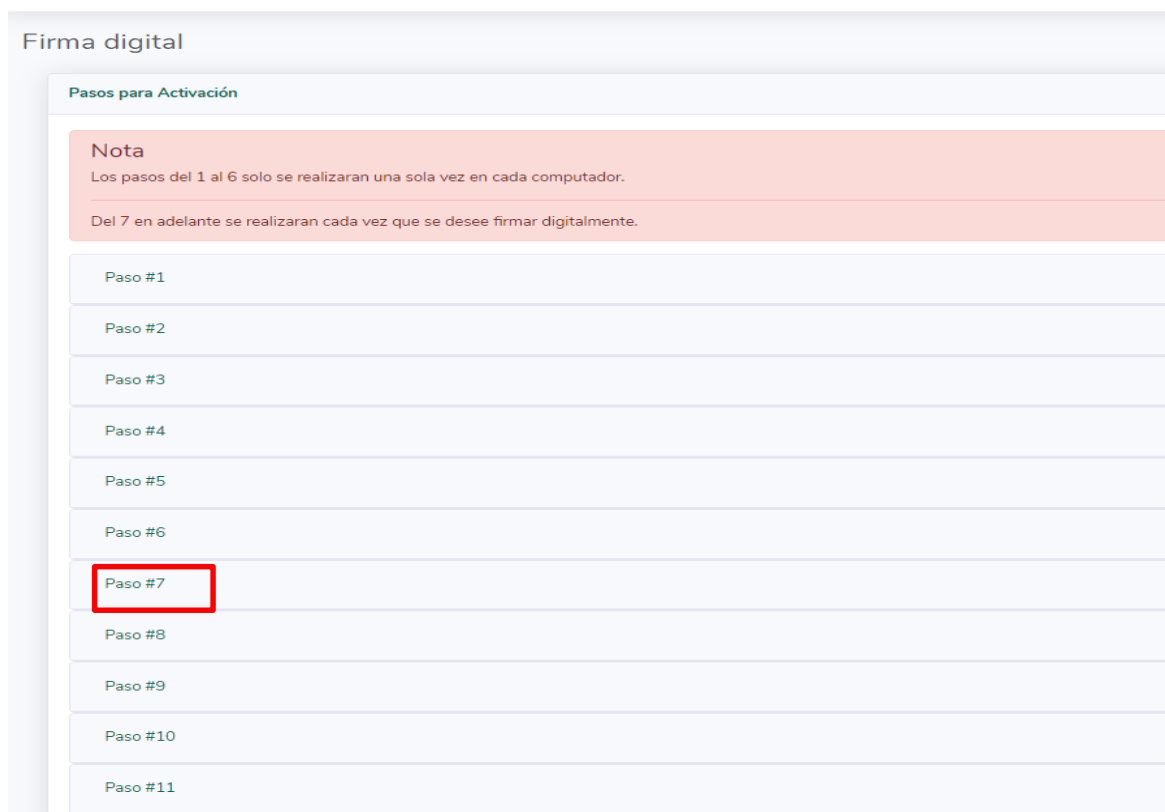 Firma digital
Pasos para Activación
Nota
Los pasos del 1 al 6 solo se realizaran una sola vez en cada computador.
Del 7 en adelante se realizaran cada vez que se desee firmar digitalmente.
Paso #1
Paso #2
Paso #3
Paso #4
Paso #5
Paso #6
Paso #7
Paso #8
Paso #9
Paso #10
Paso #11